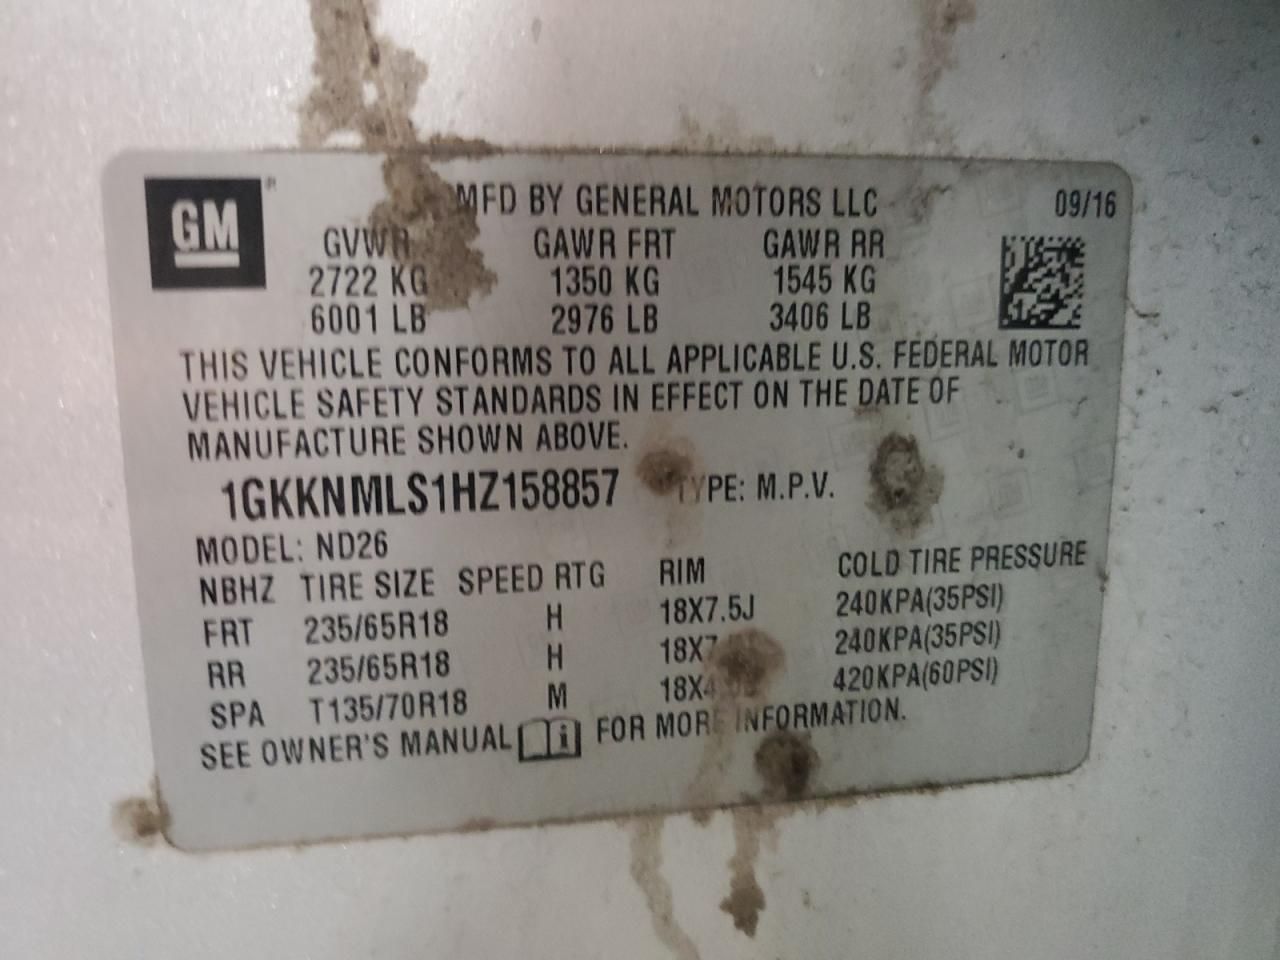 GM
MFD BY GENERAL MOTORS LLC 09/16
GVWR GAWR FRT GAWR RR
2722 KG 1350 KG 1545 KG
6001 LB 2976 LB 3406 LB
THIS VEHICLE CONFORMS TO ALL APPLICABLE U.S. FEDERAL MOTOR
VEHICLE SAFETY STANDARDS IN EFFECT ON THE DATE OF
MANUFACTURE SHOWN ABOVE.
1GKKNMLS1HZ158857 TYPE: M.P.V.
MODEL: ND26
NBHZ TIRE SIZE SPEED RTG RIM COLD TIRE PRESSURE
FRT 235/65R18 H 18X7.5J 240KPA(35PSI)
RR 235/65R18 H 240KPA(35PSI)
SPA T135/70R18 M 420KPA(60PSI)
SEE OWNER'S MANUAL FOR MORE INFORMATION.